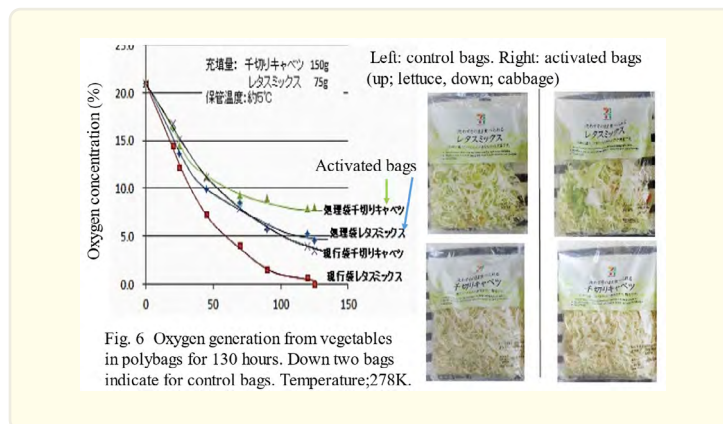 25.0
20.0
15.0
10.0
5.0
0.0
0
50
100
150
Oxygen concentration (%)
充填量: 千切りキャベツ 150g
レタスミックス 75g
保管温度:約5℃
Activated bags
処理袋千切りキャベツ
処理袋レタスミックス
現行袋千切りキャベツ
現行袋レタスミックス
Left: control bags. Right: activated bags
(up; lettuce, down; cabbage)
レタスミックス
レタスミックス
千切りキャベツ
千切りキャベツ
Fig. 6 Oxygen generation from vegetables
in polybags for 130 hours. Down two bags
indicate for control bags. Temperature;278K.